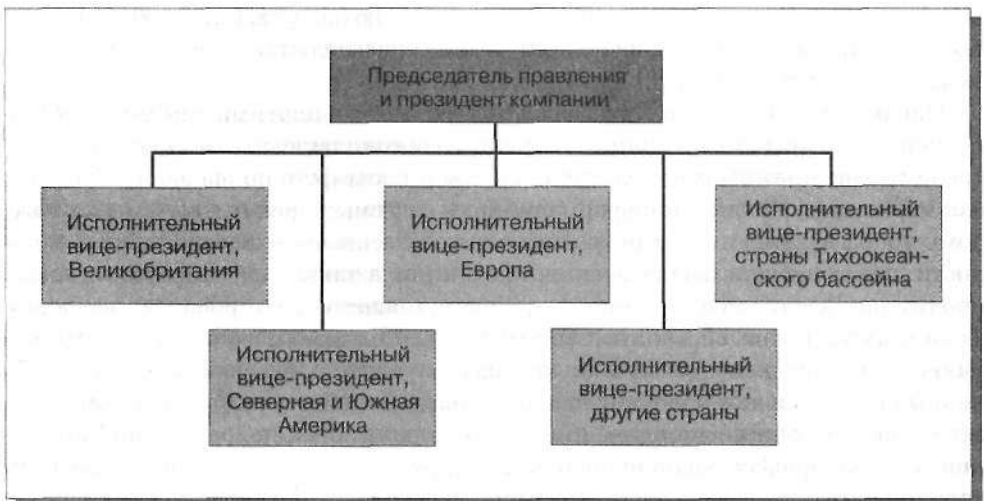 Председатель правления
и президент компании
Исполнительный
вице-президент,
Великобритания
Исполнительный
вице-президент,
Европа
Исполнительный
вице-президент,
страны Тихоокеан-
ского бассейна
Исполнительный
вице-президент,
Северная и Южная
Америка
Исполнительный
вице-президент,
другие страны